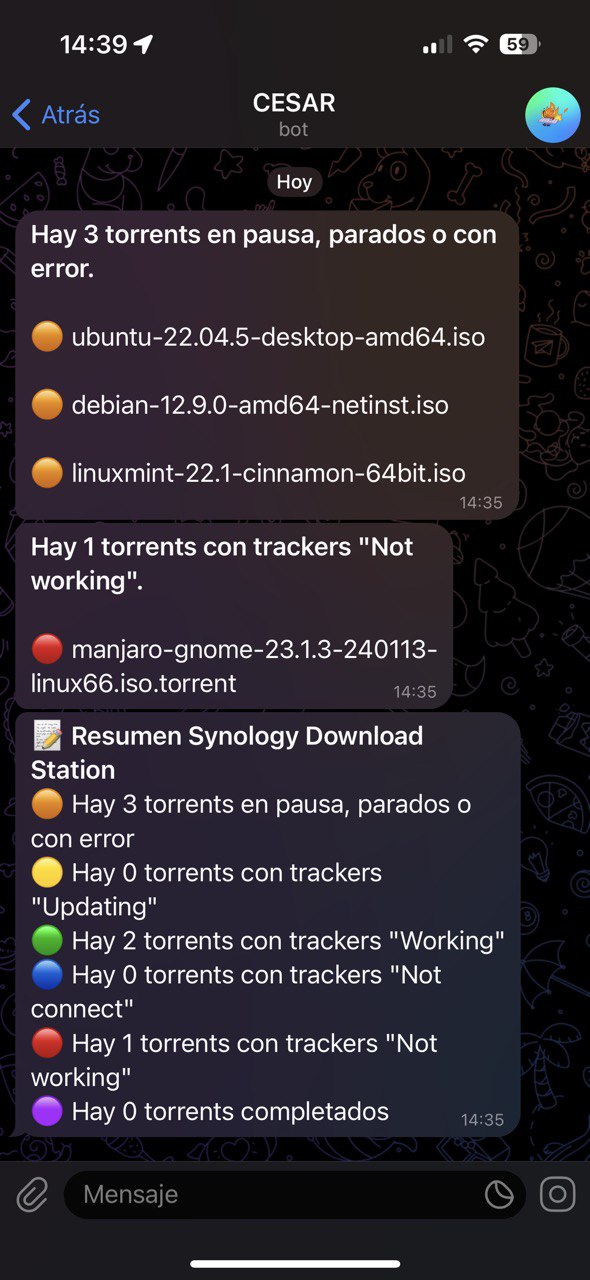 14:39
59
Atrás
CESAR
bot
Hoy
Hay 3 torrents en pausa, parados o con
error.
ubuntu-22.04.5-desktop-amd64.iso
debian-12.9.0-amd64-netinst.iso
linuxmint-22.1-cinnamon-64bit.iso
14:35
Hay 1 torrents con trackers "Not
working".
manjaro-gnome-23.1.3-240113-
linux66.iso.torrent
14:35
Resumen Synology Download
Station
Hay 3 torrents en pausa, parados o
con error
Hay 0 torrents con trackers
"Updating"
Hay 2 torrents con trackers "Working"
Hay 0 torrents con trackers "Not
connect"
Hay 1 torrents con trackers "Not
working"
Hay 0 torrents completados
14:35
Mensaje